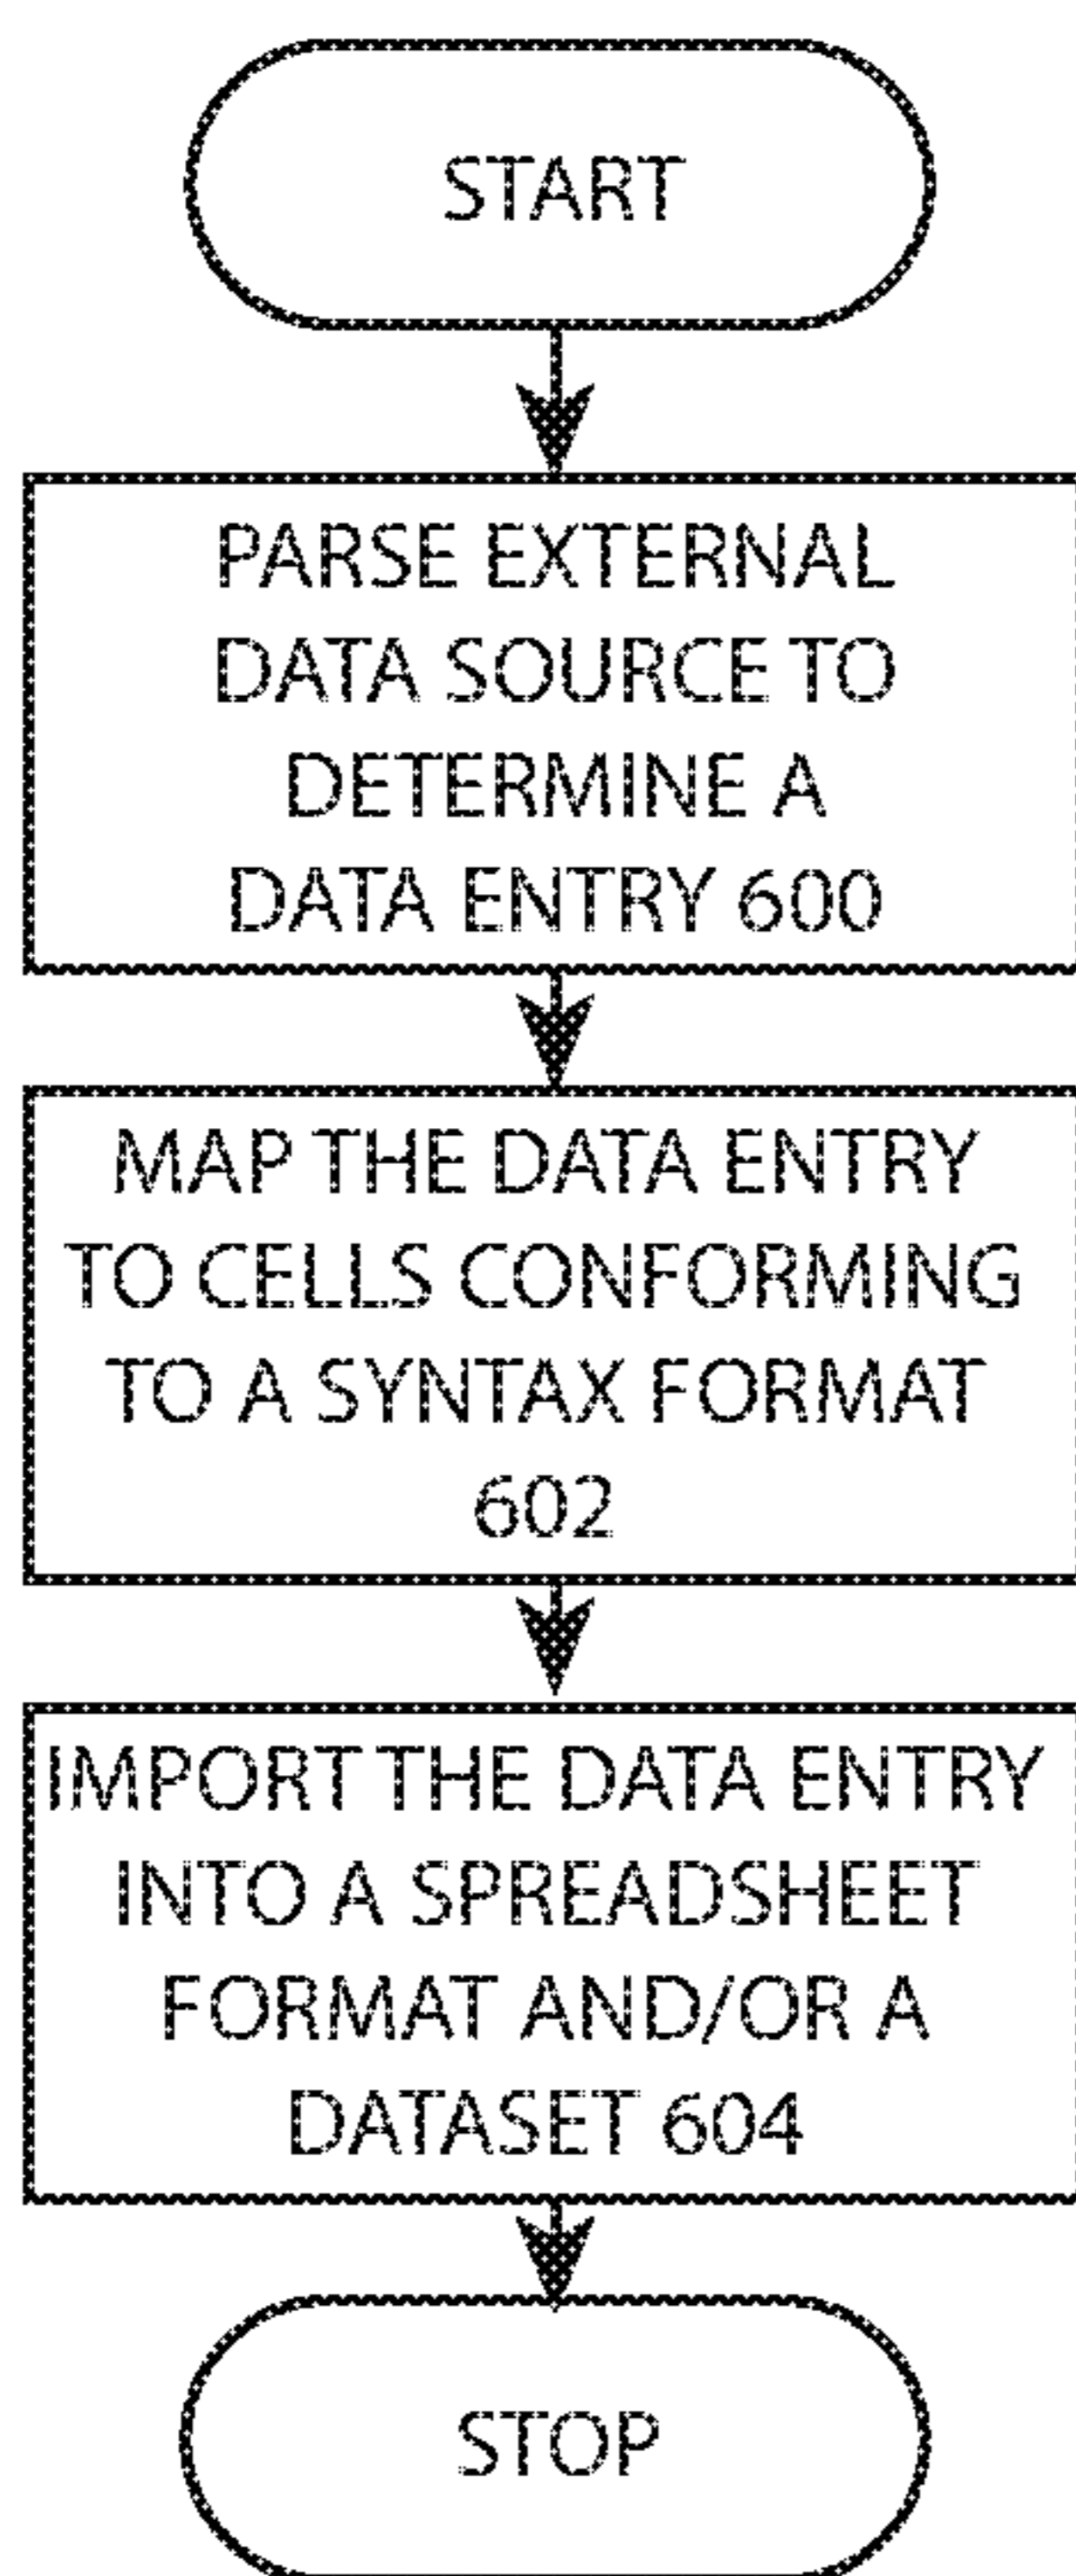 START
PARSE EXTERNAL
DATA SOURCE TO
DETERMINE A
DATA ENTRY 600
MAP THE DATA ENTRY
TO CELLS CONFORMING
TO A SYNTAX FORMAT
602
IMPORT THE DATA ENTRY
INTO A SPREADSHEET
FORMAT AND/OR A
DATASET 604
STOP